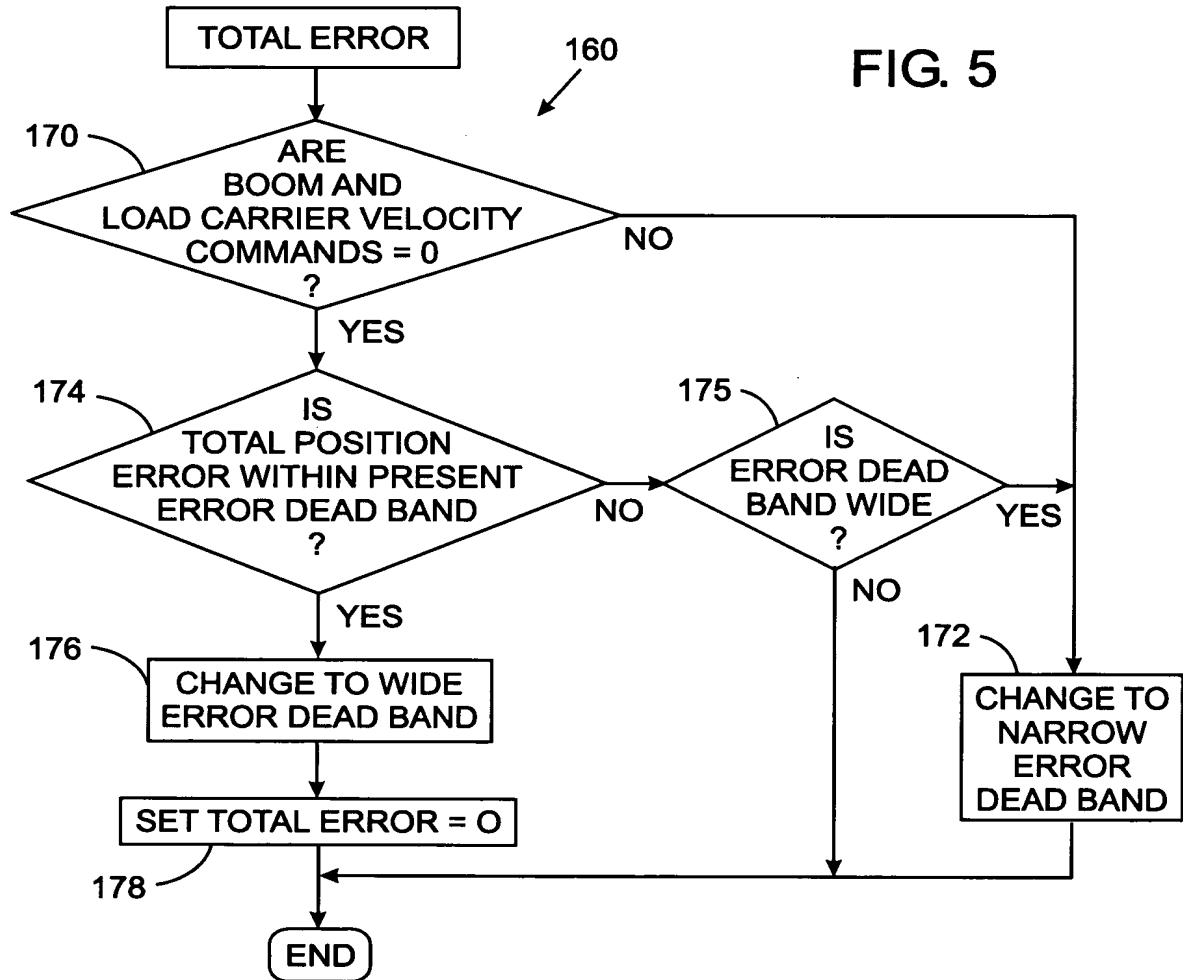 TOTAL ERROR
160
FIG. 5
170
ARE
BOOM AND
LOAD CARRIER VELOCITY
COMMANDS = 0
?
NO
YES
174
IS
TOTAL POSITION
ERROR WITHIN PRESENT
ERROR DEAD BAND
?
NO
175
IS
ERROR DEAD
BAND WIDE
?
YES
NO
YES
176
CHANGE TO WIDE
ERROR DEAD BAND
172
CHANGE TO
NARROW
ERROR
DEAD BAND
SET TOTAL ERROR = O
178
END